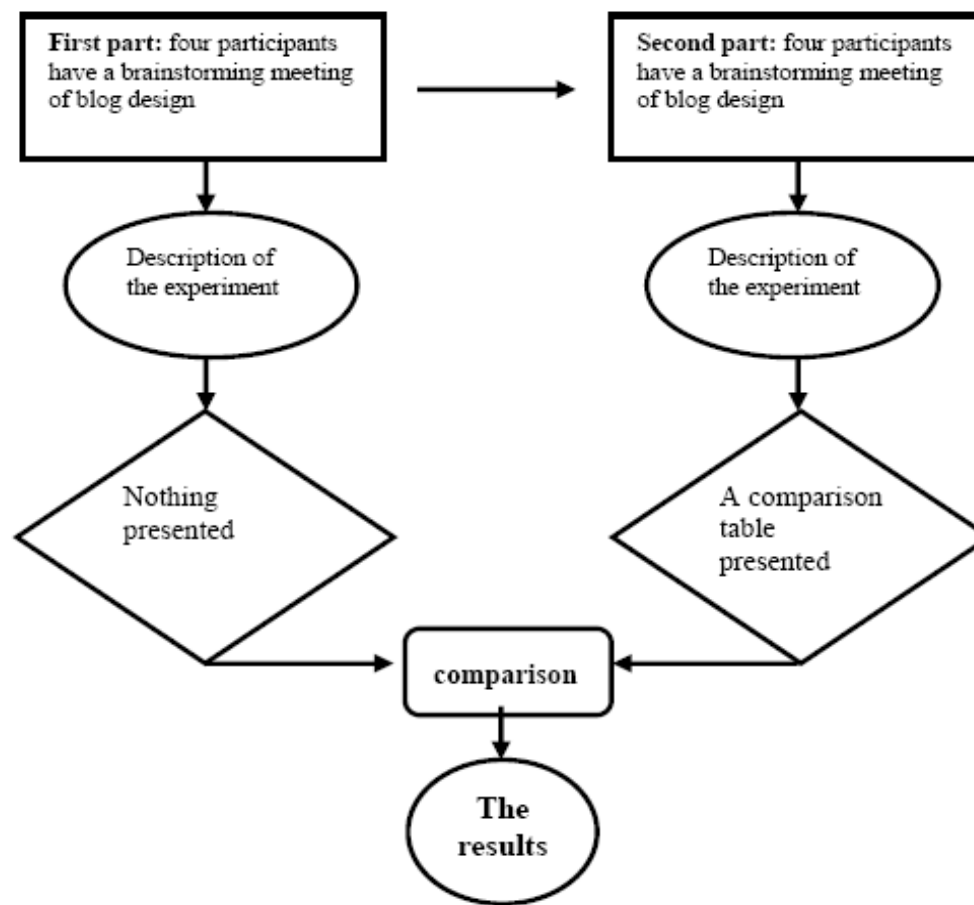 First part: four participants
have a brainstorming meeting
of blog design
Second part: four participants
have a brainstorming meeting
of blog design
Description of
the experiment
Description of
the experiment
Nothing
presented
A comparison
table
presented
comparison
The
results